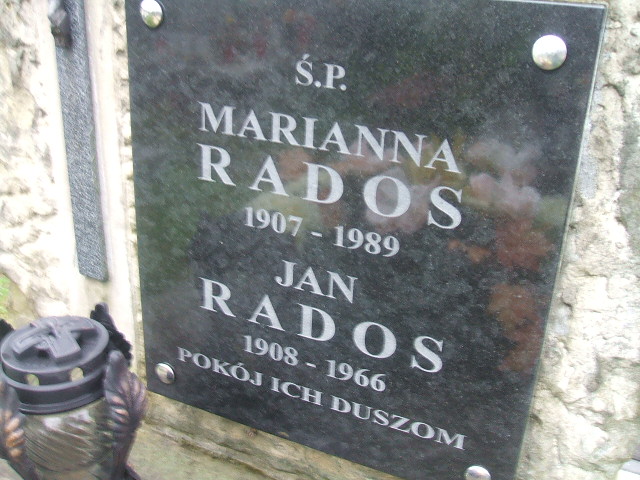 Ś.P.
MARIANNA
RADOS
1907 - 1989
JAN
RADOS
1908 - 1966
POKÓJ ICH DUSZOM